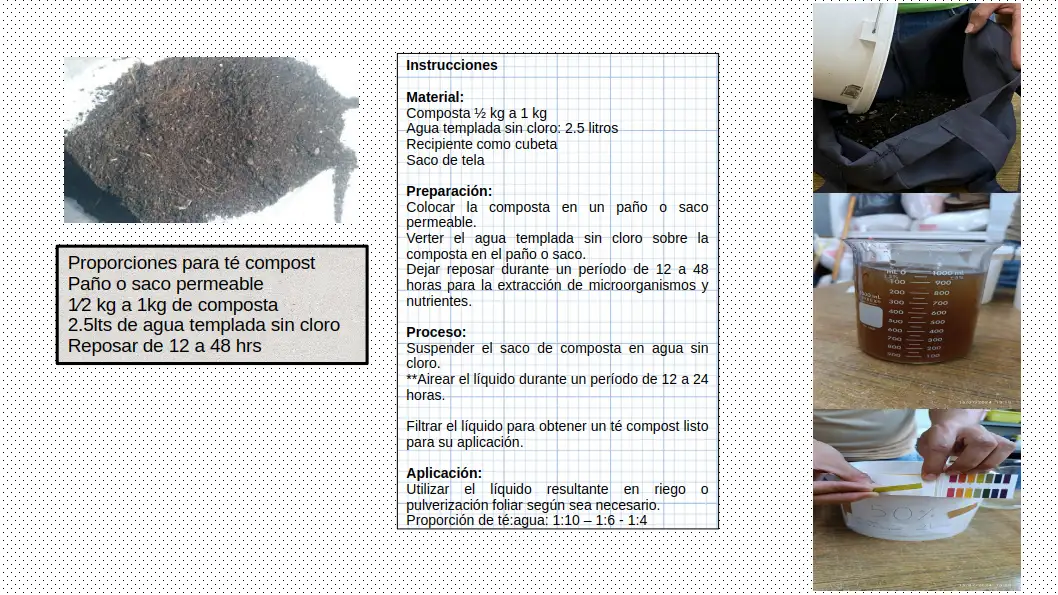 Proporciones para té compost
Paño o saco permeable
1⁄2 kg a 1kg de composta
2.5lts de agua templada sin cloro
Reposar de 12 a 48 hrs
Instrucciones
Material:
Composta ½ kg a 1 kg
Agua templada sin cloro: 2.5 litros
Recipiente como cubeta
Saco de tela
Preparación:
Colocar la composta en un paño o saco
permeable.
Verter el agua templada sin cloro sobre la
composta en el paño o saco.
Dejar reposar durante un período de 12 a 48
horas para la extracción de microorganismos y
nutrientes.
Proceso:
Suspender el saco de composta en agua sin
cloro.
**Airear el líquido durante un período de 12 a 24
horas.
Filtrar el líquido para obtener un té compost listo
para su aplicación.
Aplicación:
Utilizar el líquido resultante en riego o
pulverización foliar según sea necesario.
Proporción de té:agua: 1:10 – 1:6 - 1:4
1000 mL
100 900
200 800
300 700
400 600
500 500
600 400
700 300
800 200
900 100
50%